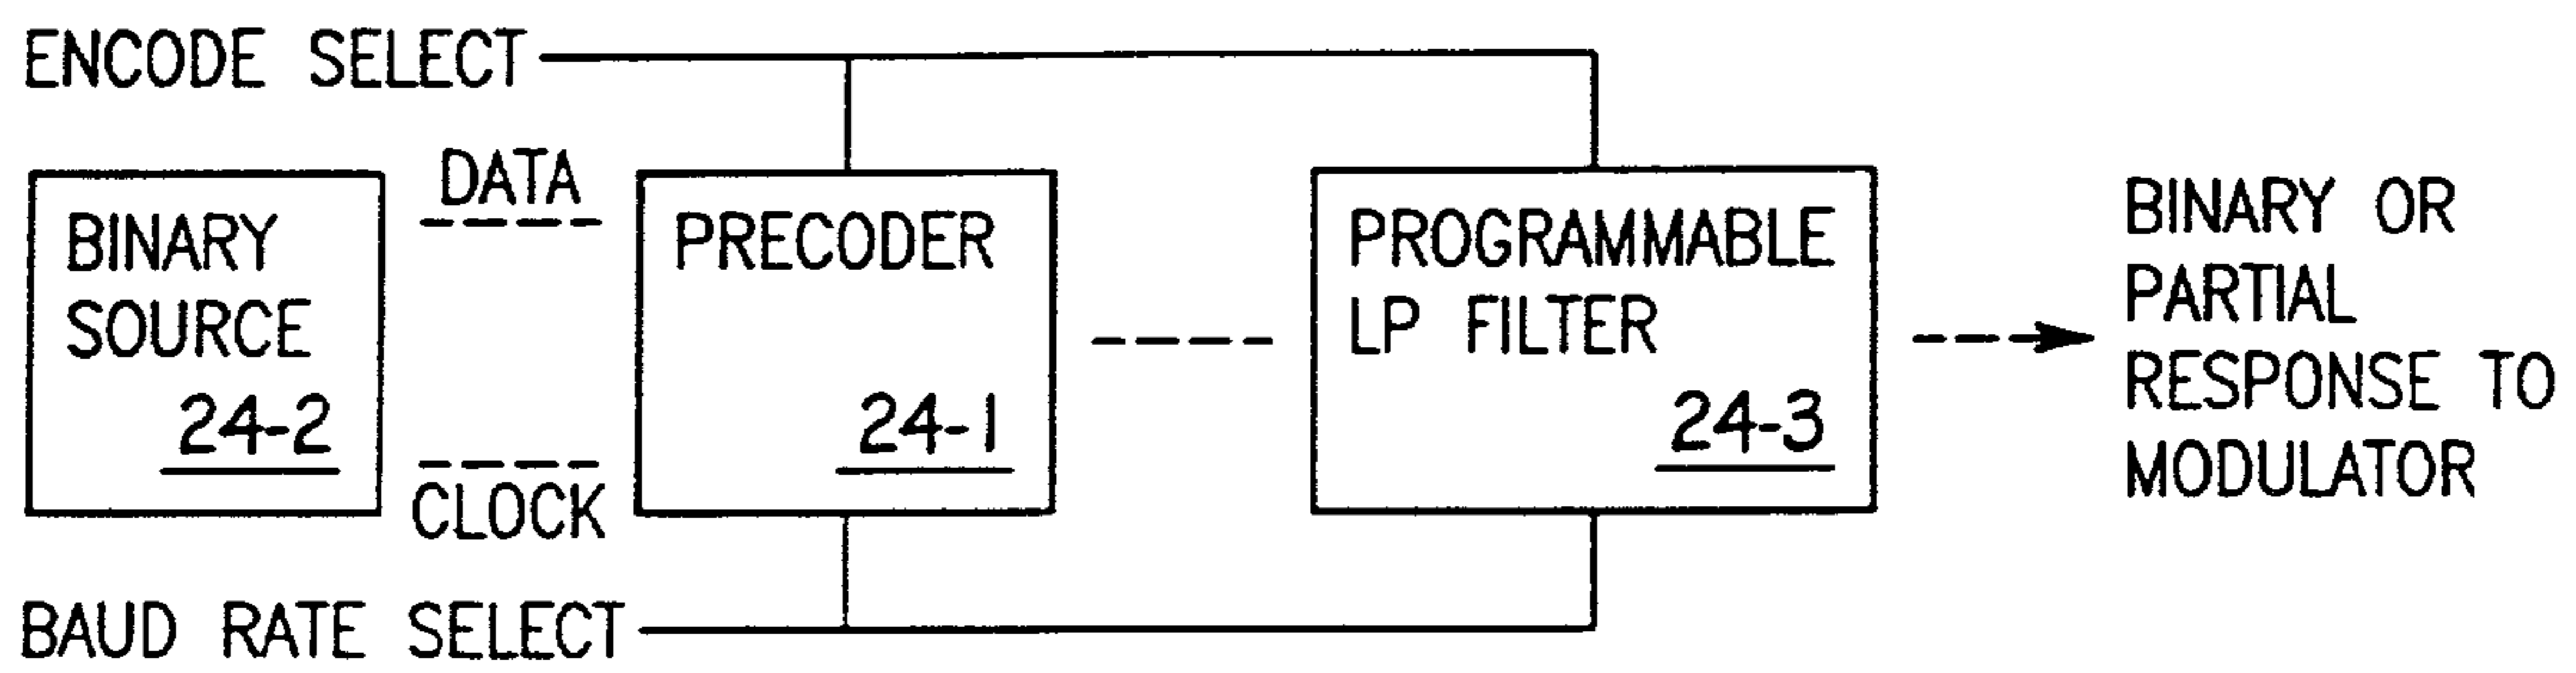 ENCODE SELECT
DATA
BINARY
SOURCE
24-2
CLOCK
PRECODER
24-1
PROGRAMMABLE
LP FILTER
24-3
BINARY OR
PARTIAL
RESPONSE TO
MODULATOR
BAUD RATE SELECT